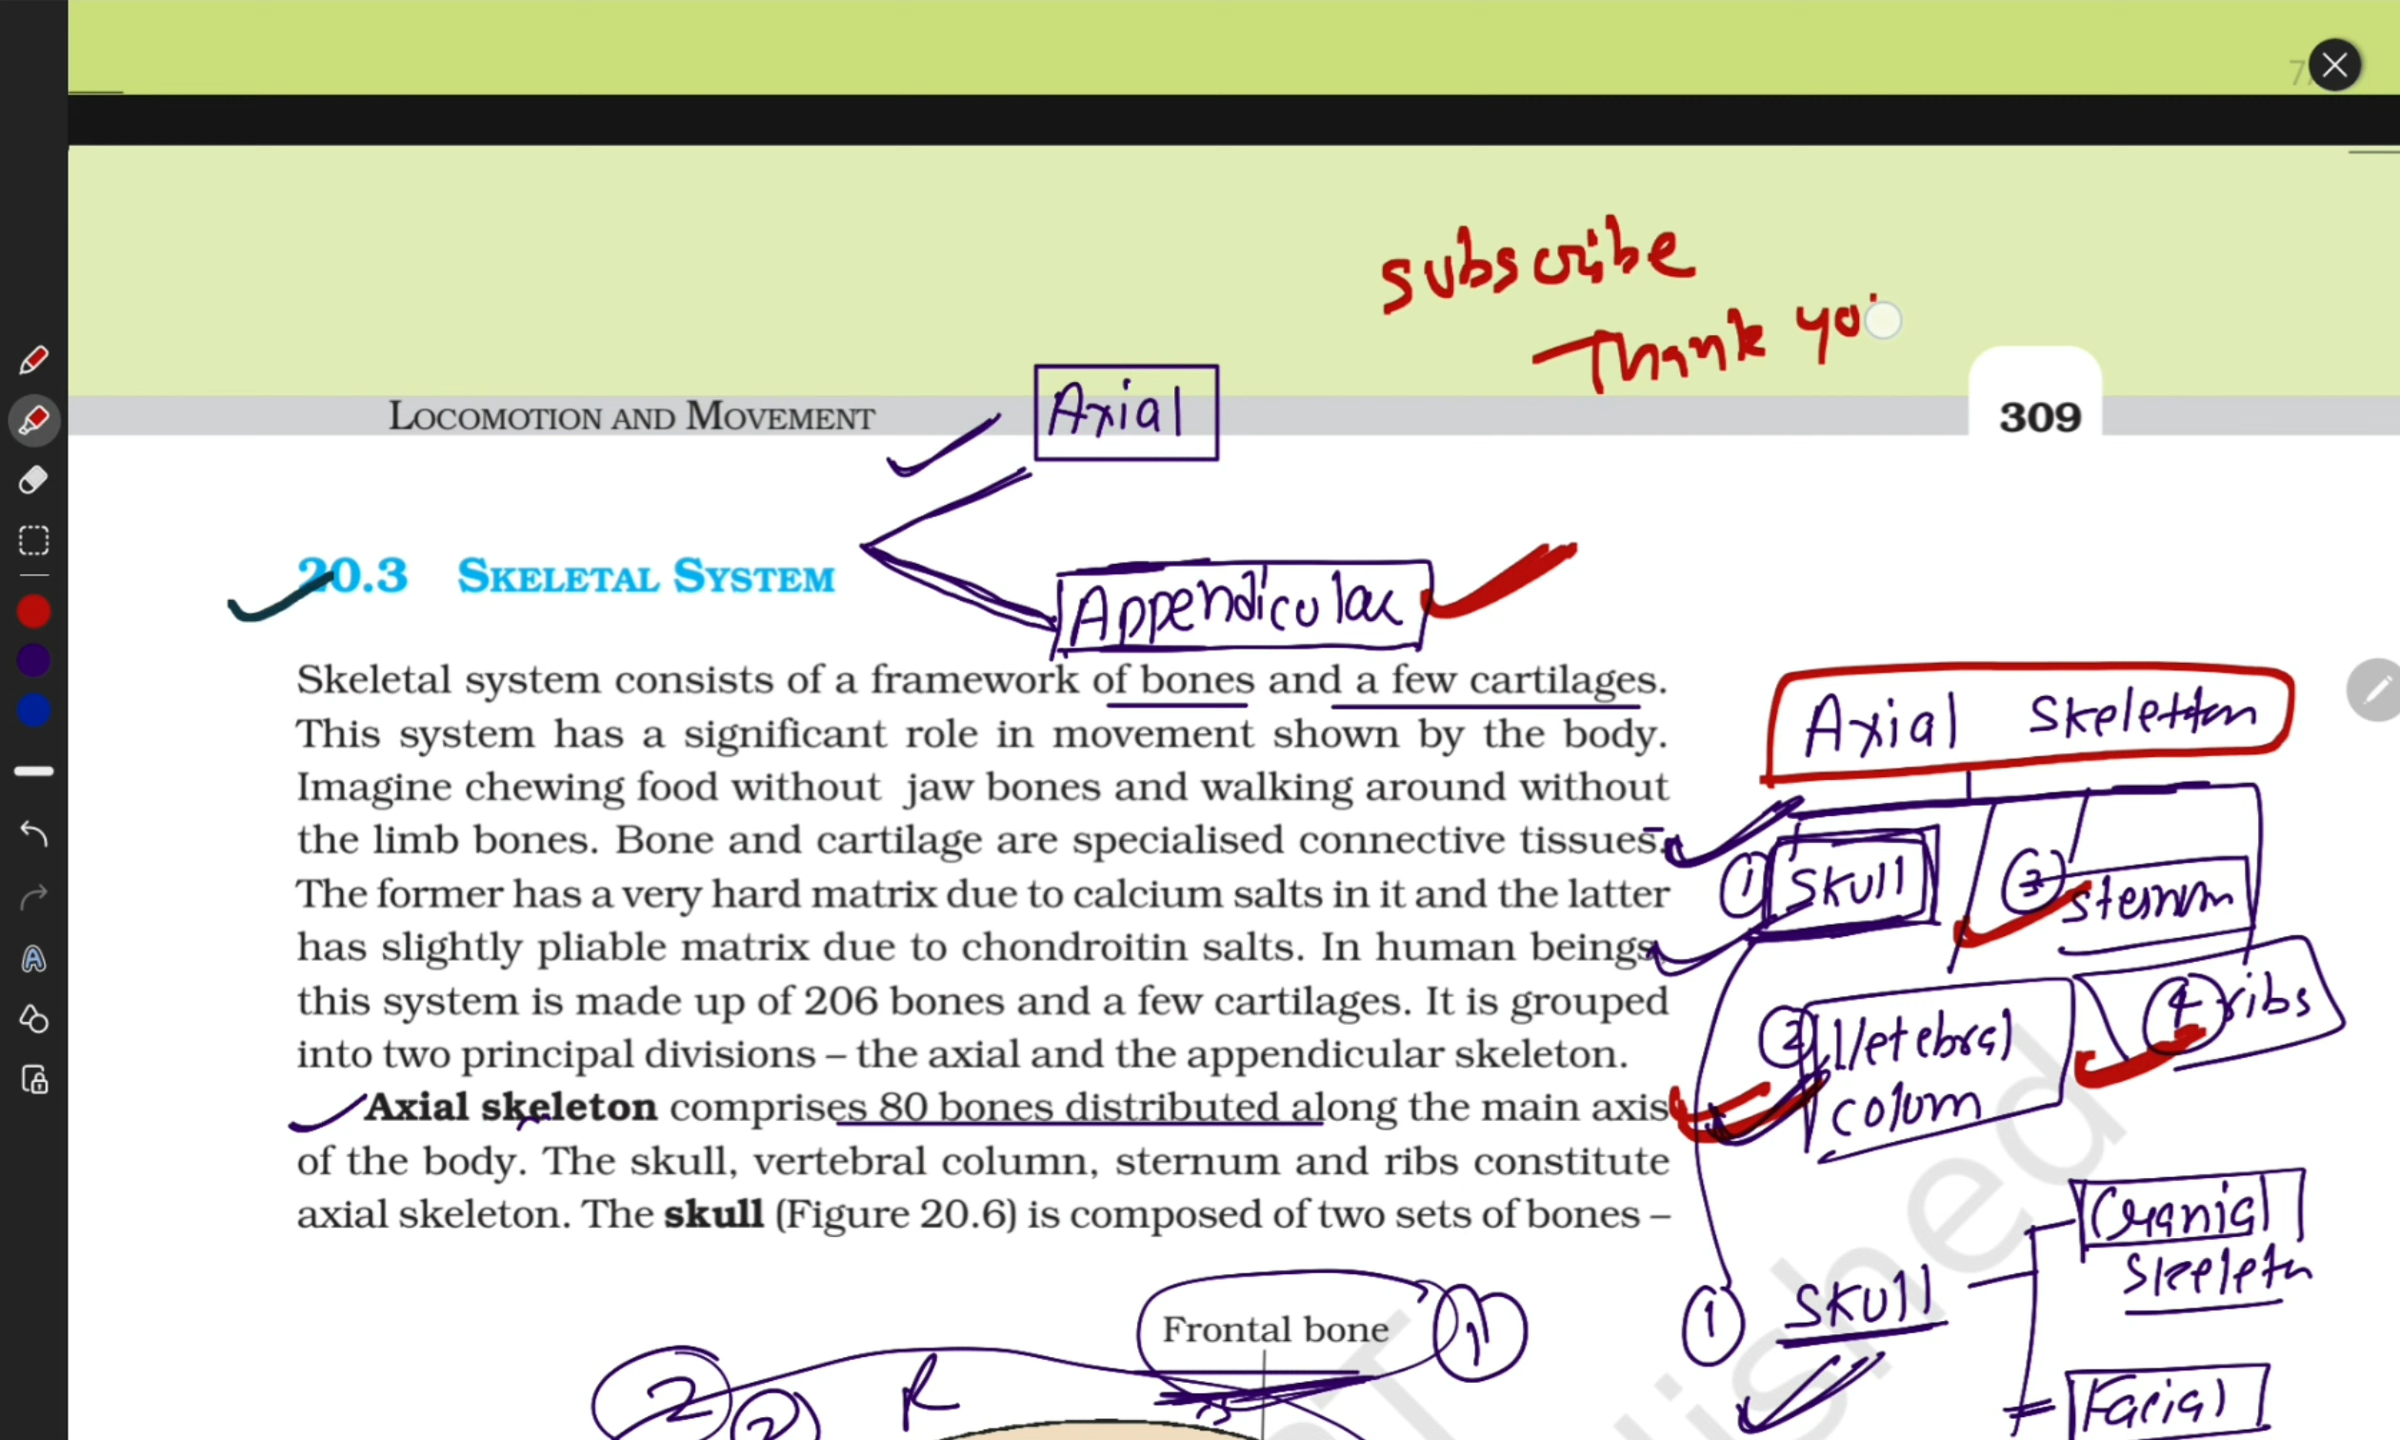 subscribe
Thank yo
LOCOMOTION AND MOVEMENT
Axial
309
20.3 SKELETAL SYSTEM
Appendicular
Skeletal system consists of a framework of bones and a few cartilages.
This system has a significant role in movement shown by the body.
Imagine chewing food without jaw bones and walking around without
the limb bones. Bone and cartilage are specialised connective tissues.
The former has a very hard matrix due to calcium salts in it and the latter
has slightly pliable matrix due to chondroitin salts. In human beings,
this system is made up of 206 bones and a few cartilages. It is grouped
into two principal divisions – the axial and the appendicular skeleton.
Axial skeleton comprises 80 bones distributed along the main axis
of the body. The skull, vertebral column, sternum and ribs constitute
axial skeleton. The skull (Figure 20.6) is composed of two sets of bones –
Axial Skeleton
1 Skull
3 sternum
2 Vetebral
colum
4 ribs
Cranial
Skeletn
1 SKULL
Facial
Frontal bone 1
2
2
R